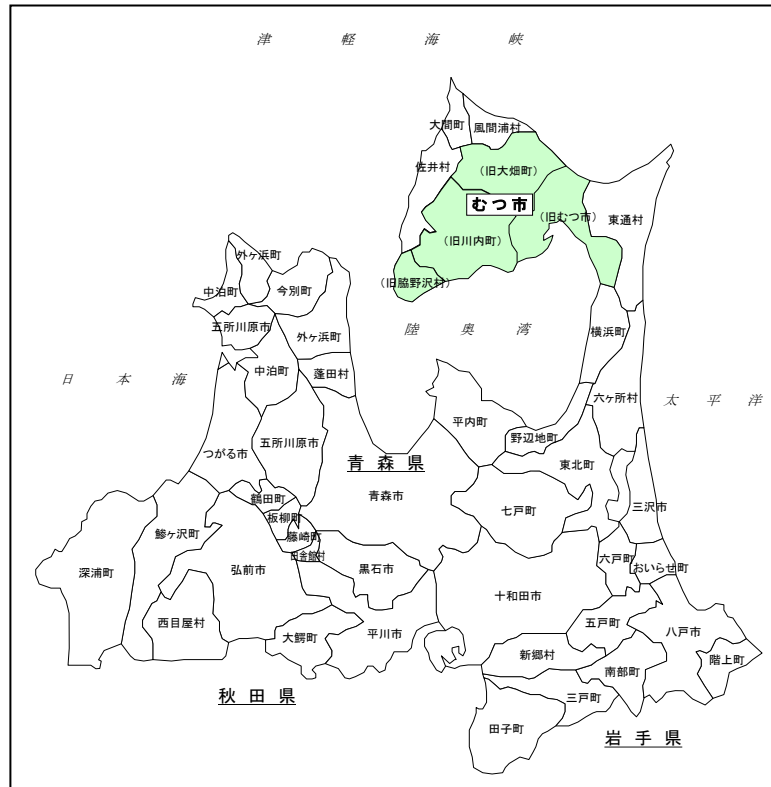 津軽海峡
大間町
風間浦村
佐井村
(旧大畑町)
むつ市
(旧むつ市)
東通村
(旧川内町)
(旧脇野沢村)
外ヶ浜町
中泊町
今別町
五所川原市
外ヶ浜町
陸奥湾
横浜町
日本海
中泊町
蓬田村
六ヶ所村
太平洋
平内町
野辺地町
つがる市
五所川原市
青森県
東北町
青森市
鶴田町
七戸町
板柳町
三沢市
鰺ヶ沢町
藤崎町
田舎館村
深浦町
弘前市
黒石市
六戸町
おいらせ町
十和田市
西目屋村
大鰐町
平川市
五戸町
八戸市
新郷村
階上町
南部町
秋田県
三戸町
田子町
岩手県